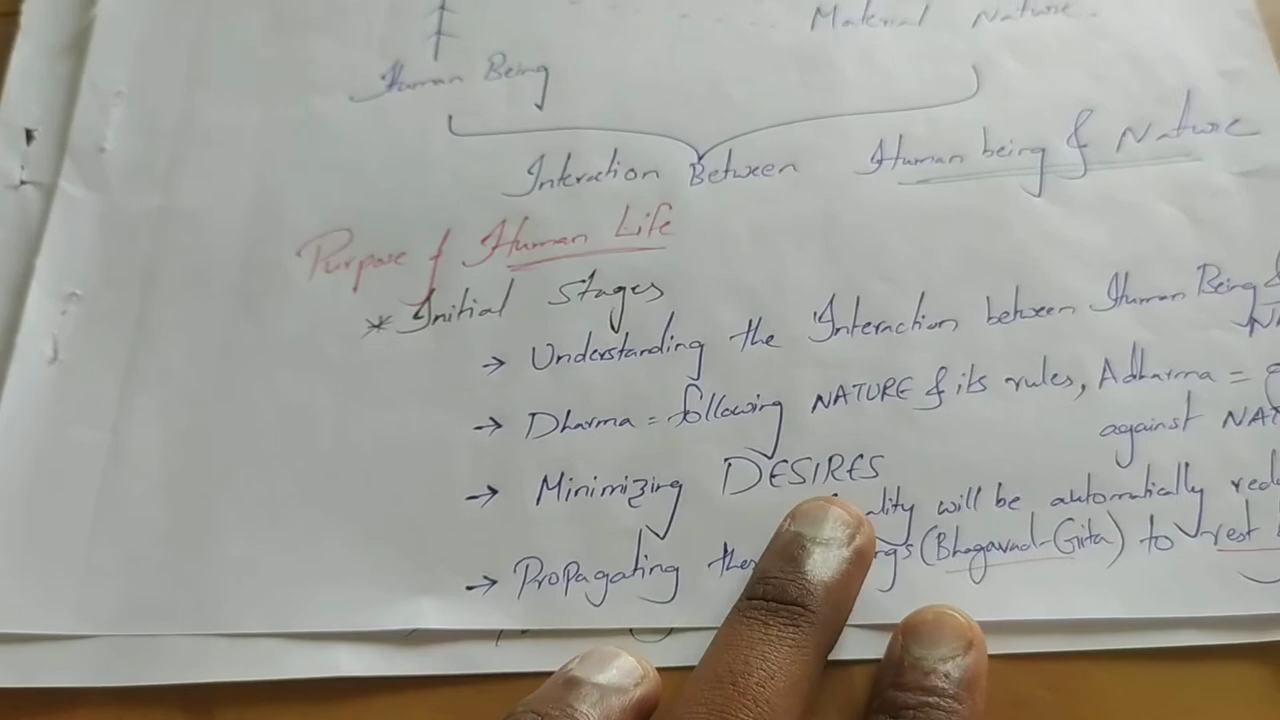 Material Nature
Human Being
Interaction Between Human being & Nature
Purpose of Human Life
* Initial Stages
→ Understanding the Interaction between Human Being &
→ Dharma = following NATURE & its rules, Adharma =
against
→ Minimizing DESIRES
will be automatically
→ Propagating (Bhagavad-Gita) to rest